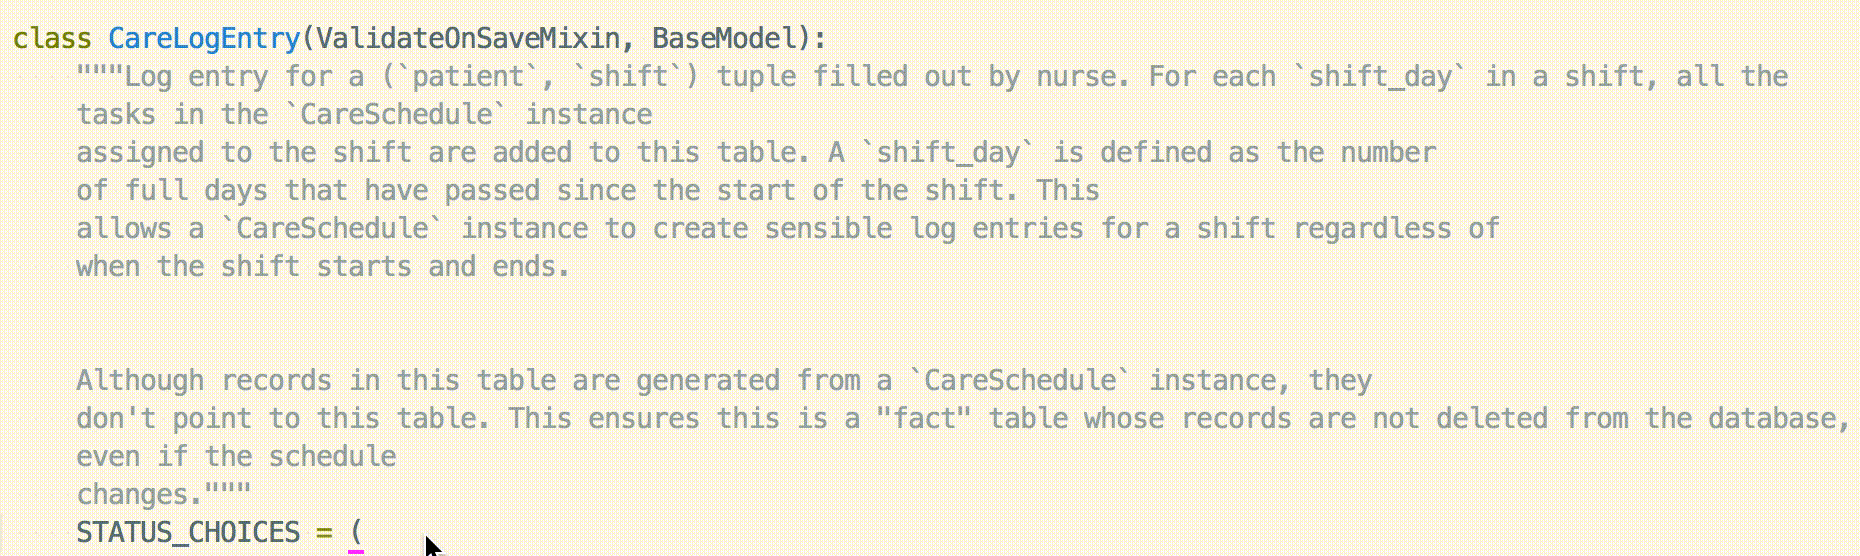 class CareLogEntry(ValidateOnSaveMixin, BaseModel):
"""Log entry for a (`patient`, `shift`) tuple filled out by nurse. For each `shift_day` in a shift, all the
tasks in the `CareSchedule` instance
assigned to the shift are added to this table. A `shift_day` is defined as the number
of full days that have passed since the start of the shift. This
allows a `CareSchedule` instance to create sensible log entries for a shift regardless of
when the shift starts and ends.
Although records in this table are generated from a `CareSchedule` instance, they
don't point to this table. This ensures this is a "fact" table whose records are not deleted from the database,
even if the schedule
changes."""
STATUS_CHOICES = (